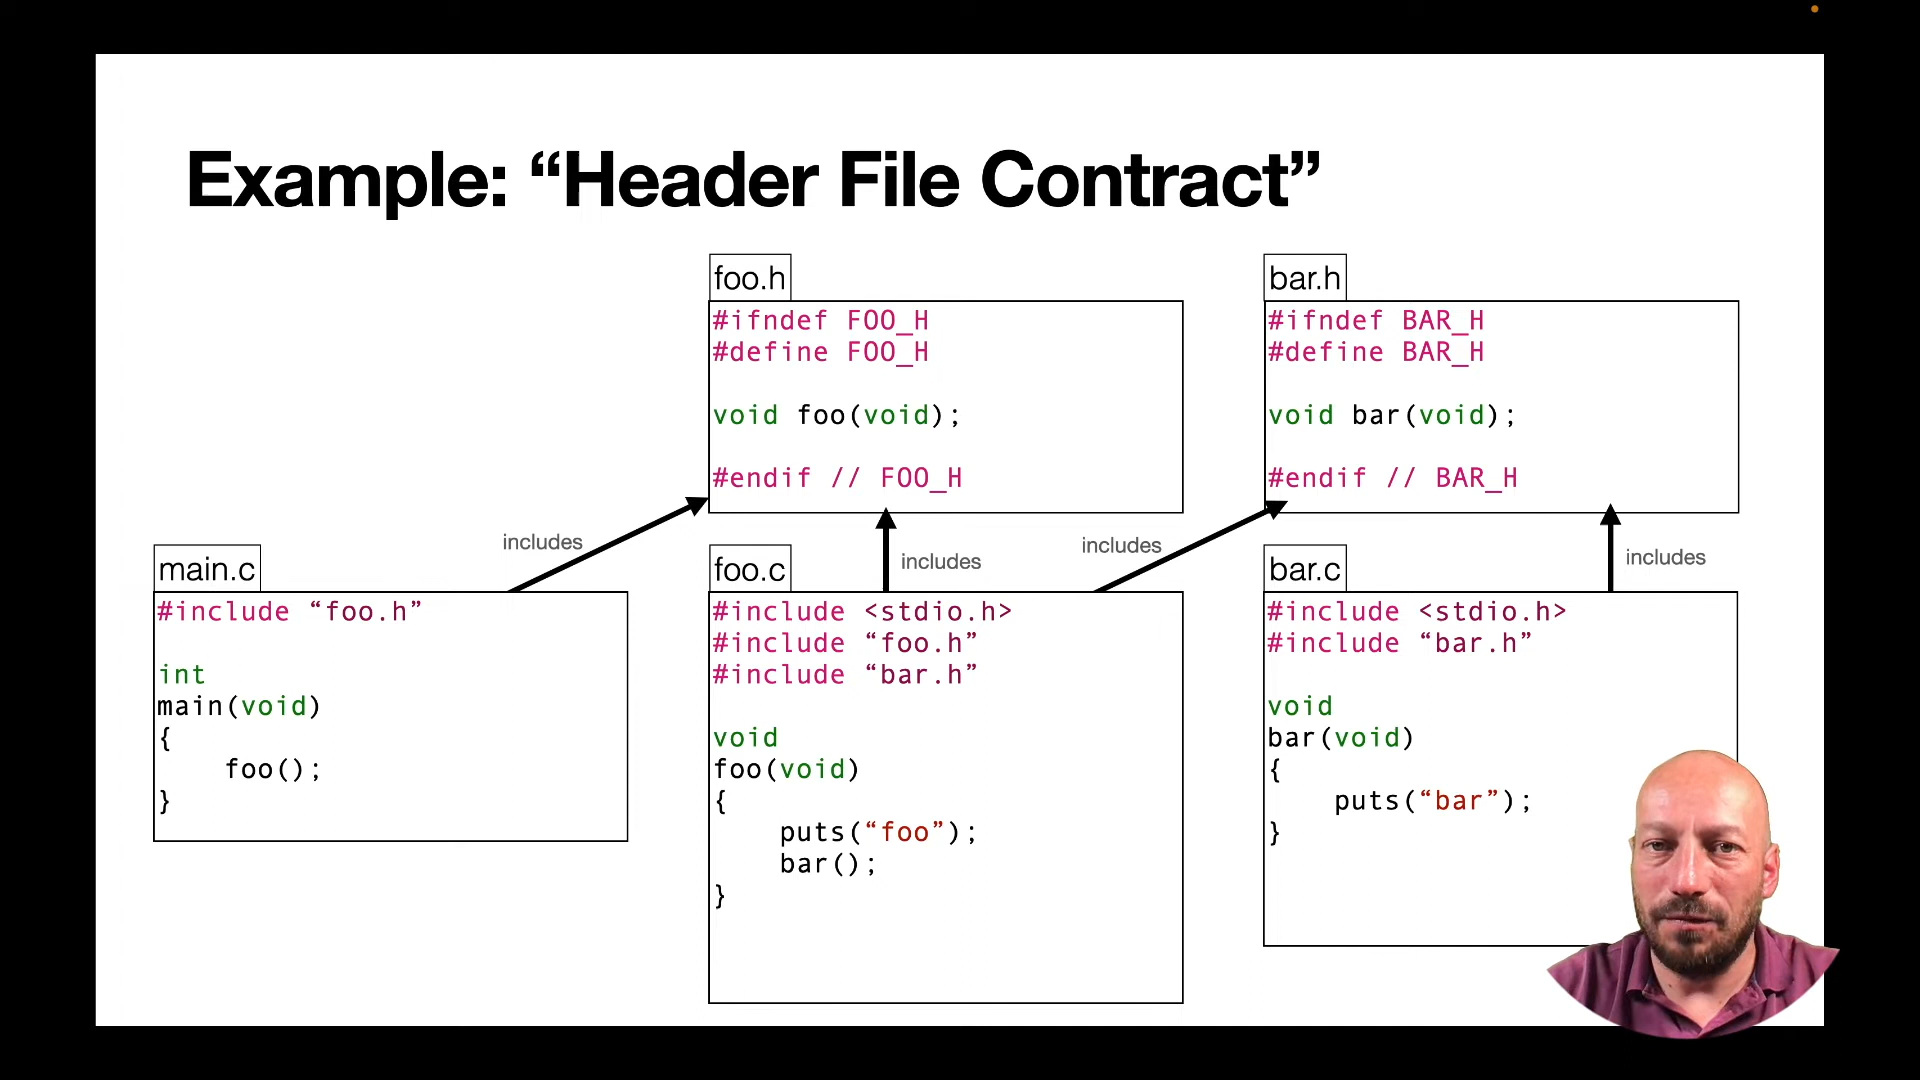 Example: “Header File Contract”
foo.h
#ifndef FOO_H
#define FOO_H
void foo(void);
#endif // FOO_H
bar.h
#ifndef BAR_H
#define BAR_H
void bar(void);
#endif // BAR_H
includes
includes
includes
includes
main.c
#include “foo.h”
int
main(void)
{
    foo();
}
foo.c
#include <stdio.h>
#include “foo.h”
#include “bar.h”
void
foo(void)
{
    puts(“foo”);
    bar();
}
bar.c
#include <stdio.h>
#include “bar.h”
void
bar(void)
{
    puts(“bar”);
}